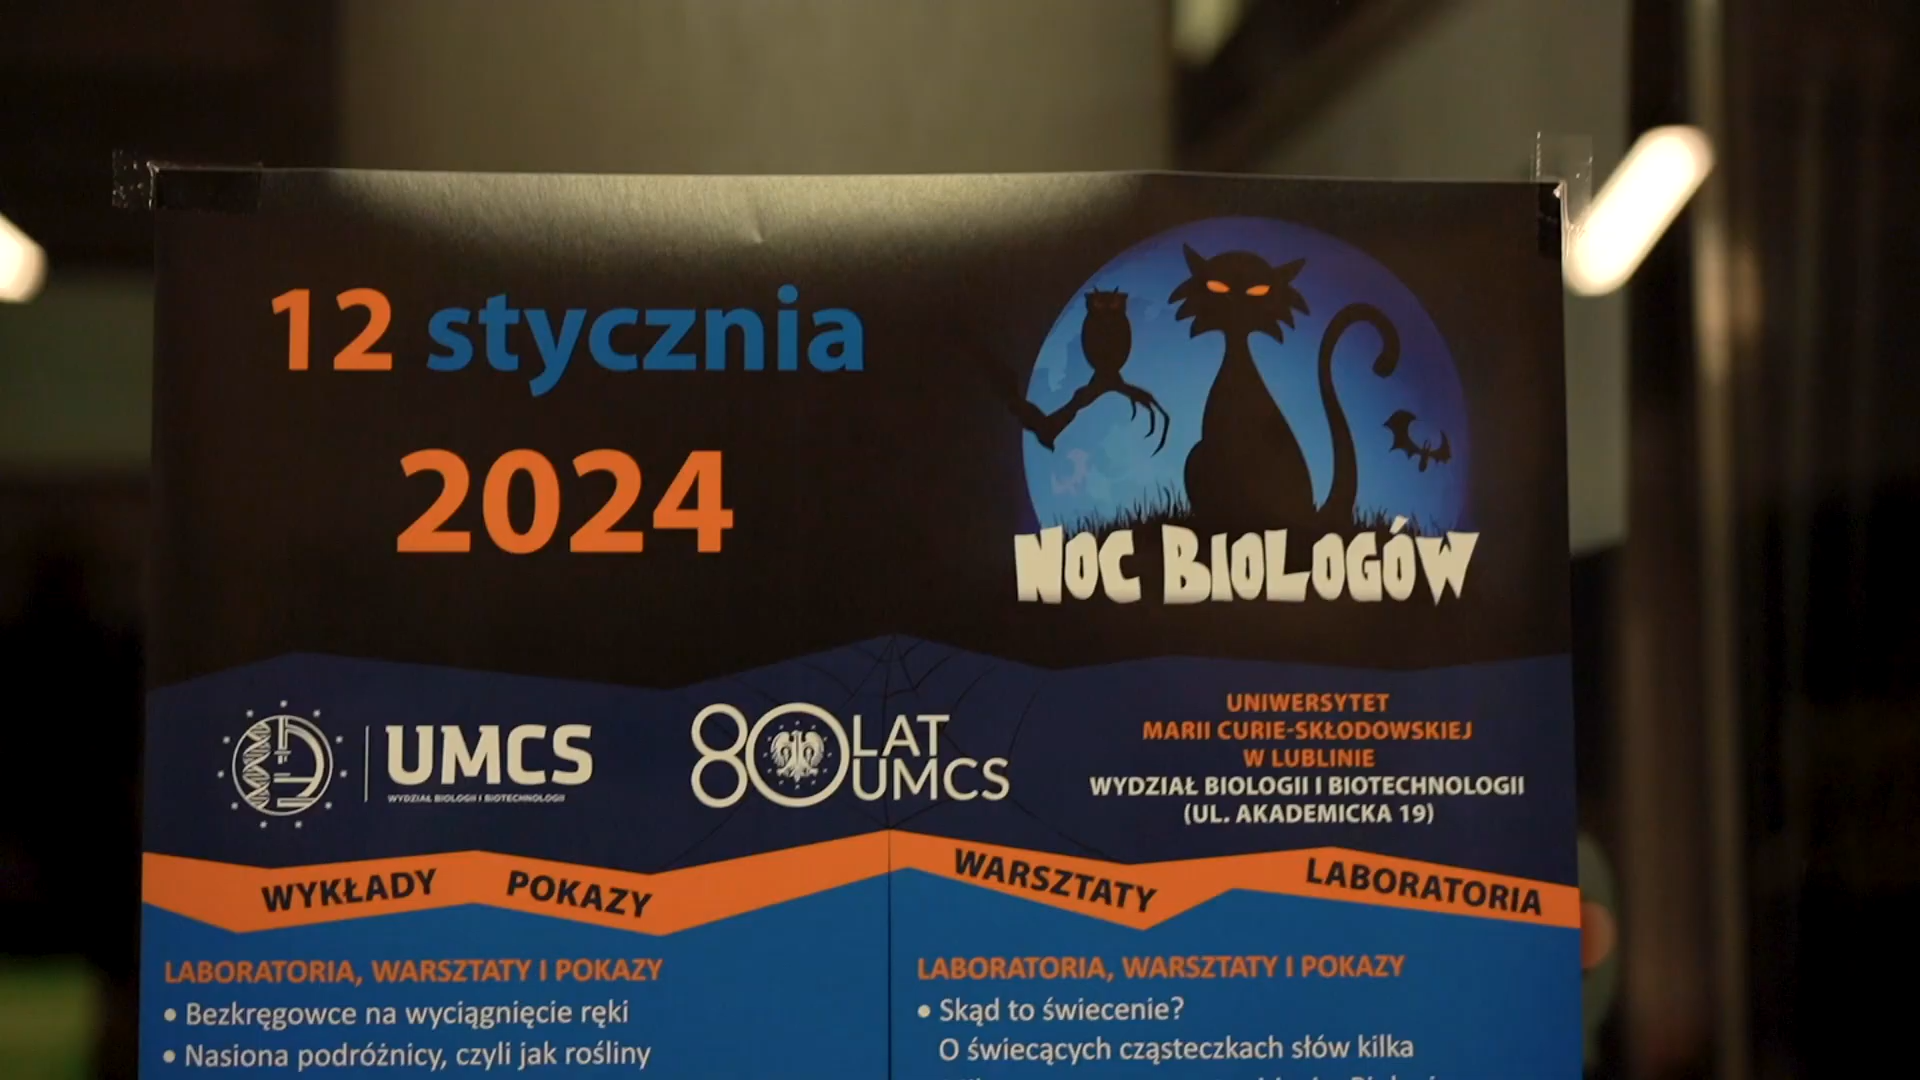 12 stycznia
2024
NOC BIOLOGÓW
UMCS
WYDZIAŁ BIOLOGII I BIOTECHNOLOGII
80 LAT
UMCS
UNIWERSYTET
MARII CURIE-SKŁODOWSKIEJ
W LUBLINIE
WYDZIAŁ BIOLOGII I BIOTECHNOLOGII
(UL. AKADEMICKA 19)
WYKŁADY POKAZY WARSZTATY LABORATORIA
LABORATORIA, WARSZTATY I POKAZY
• Bezkręgowce na wyciągnięcie ręki
• Nasiona podróżnicy, czyli jak rośliny
LABORATORIA, WARSZTATY I POKAZY
• Skąd to świecenie?
O świecących cząsteczkach słów kilka